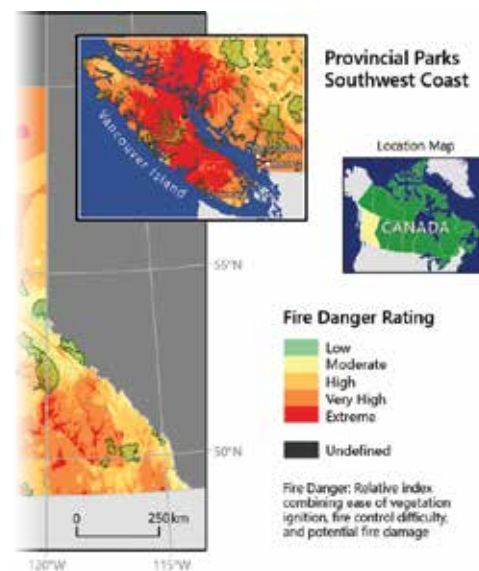 Provincial Parks
Southwest Coast
Vancouver Island
Location Map
CANADA
55°N
Fire Danger Rating
Low
Moderate
High
Very High
Extreme
50°N
Undefined
Fire Danger: Relative index
combining ease of vegetation
ignition, fire control difficulty,
and potential fire damage
0
250 km
120°W
115°W